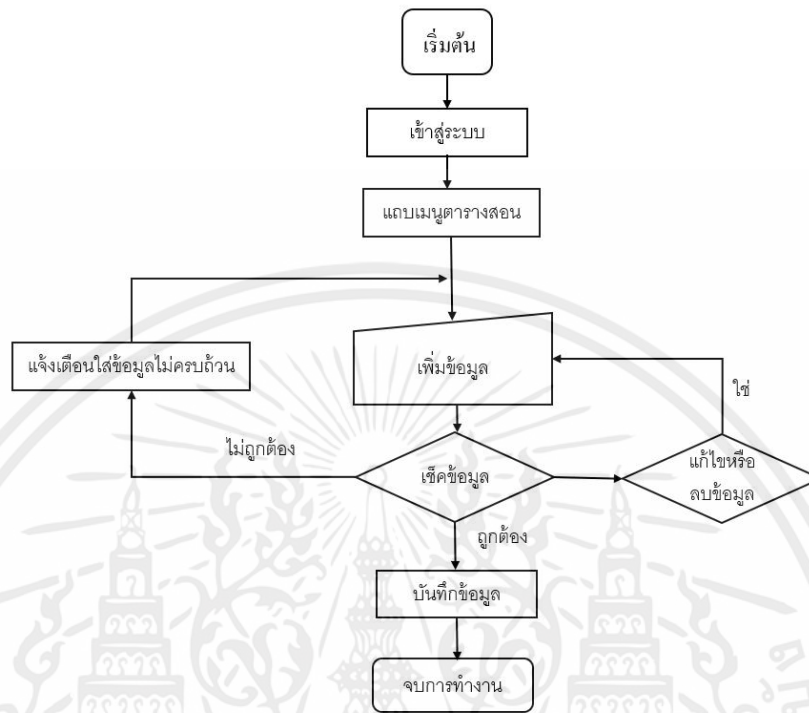 เริ่มต้น
เข้าสู่ระบบ
แถบเมนูตารางสอน
แจ้งเตือนใส่ข้อมูลไม่ครบถ้วน
เพิ่มข้อมูล
ใช่
ไม่ถูกต้อง
เช็คข้อมูล
แก้ไขหรือ
ลบข้อมูล
ถูกต้อง
บันทึกข้อมูล
จบการทำงาน